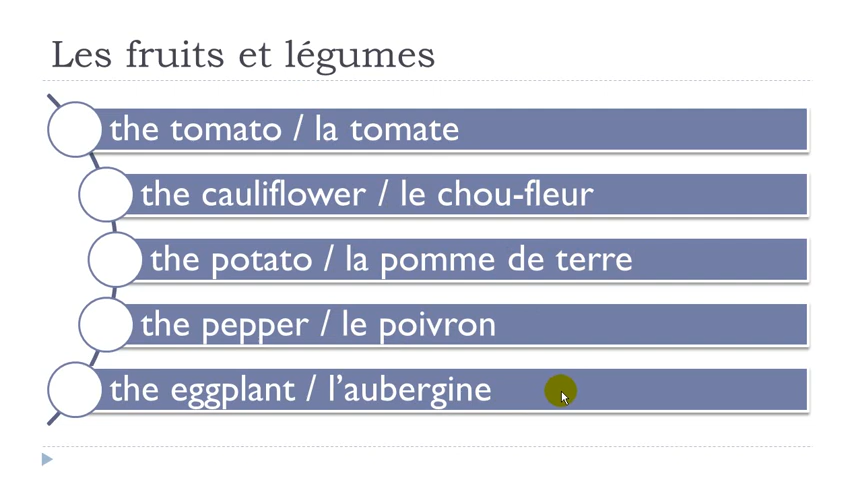 Les fruits et légumes
the tomato / la tomate
the cauliflower / le chou-fleur
the potato / la pomme de terre
the pepper / le poivron
the eggplant / l’aubergine